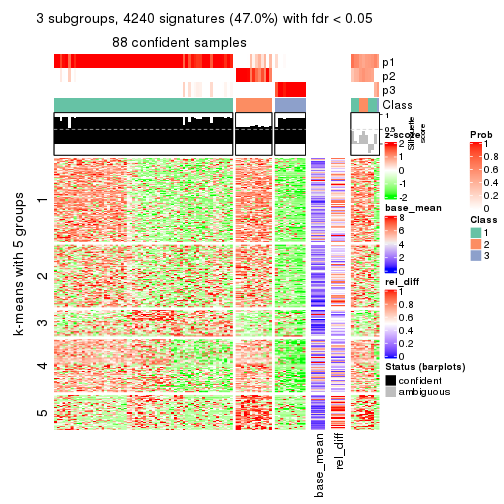 3 subgroups, 4240 signatures (47.0%) with fdr < 0.05
88 confident samples
p1
p2
p3
Class
1
0.5
0
Silhouette
score
k-means with 5 groups
1
2
3
4
5
base_mean
rel_diff
z-score
2
1
0
-1
-2
base_mean
8
6
4
2
0
rel_diff
1
0.8
0.6
0.4
0.2
0
Status (barplots)
confident
ambiguous
Prob
1
0.8
0.6
0.4
0.2
0
Class
1
2
3